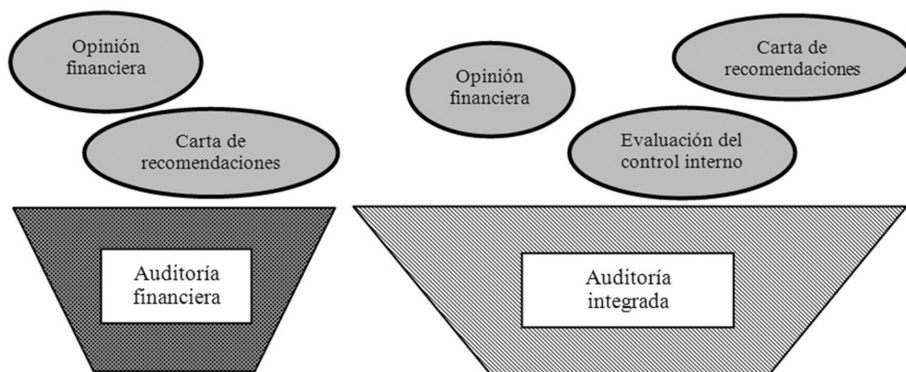 Opinión
financiera
Carta de
recomendaciones
Auditoría
financiera
Opinión
financiera
Carta de
recomendaciones
Evaluación del
control interno
Auditoría
integrada